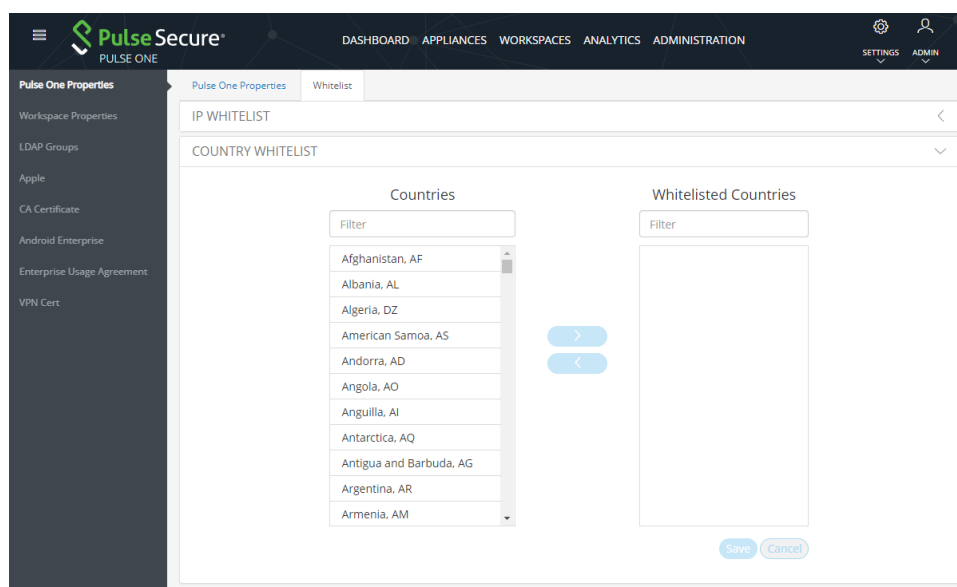 Pulse Secure®
PULSE ONE
DASHBOARD APPLIANCES WORKSPACES ANALYTICS ADMINISTRATION
SETTINGS ADMIN
Pulse One Properties
Workspace Properties
LDAP Groups
Apple
CA Certificate
Android Enterprise
Enterprise Usage Agreement
VPN Cert
Pulse One Properties Whitelist
IP WHITELIST
COUNTRY WHITELIST
Countries
Filter
Afghanistan, AF
Albania, AL
Algeria, DZ
American Samoa, AS
Andorra, AD
Angola, AO
Anguilla, AI
Antarctica, AQ
Antigua and Barbuda, AG
Argentina, AR
Armenia, AM
Whitelisted Countries
Filter
Save Cancel